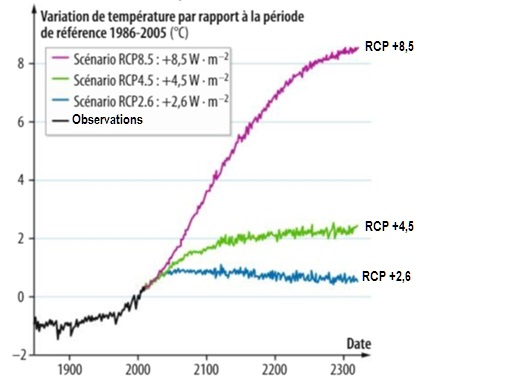 Variation de température par rapport à la période
de référence 1986-2005 (°C)
Scénario RCP8.5 : +8,5 W · m⁻²
Scénario RCP4.5 : +4,5 W · m⁻²
Scénario RCP2.6 : +2,6 W · m⁻²
Observations
RCP +8,5
8
6
4
RCP +4,5
2
RCP +2,6
0
Date
−2
1900 2000 2100 2200 2300